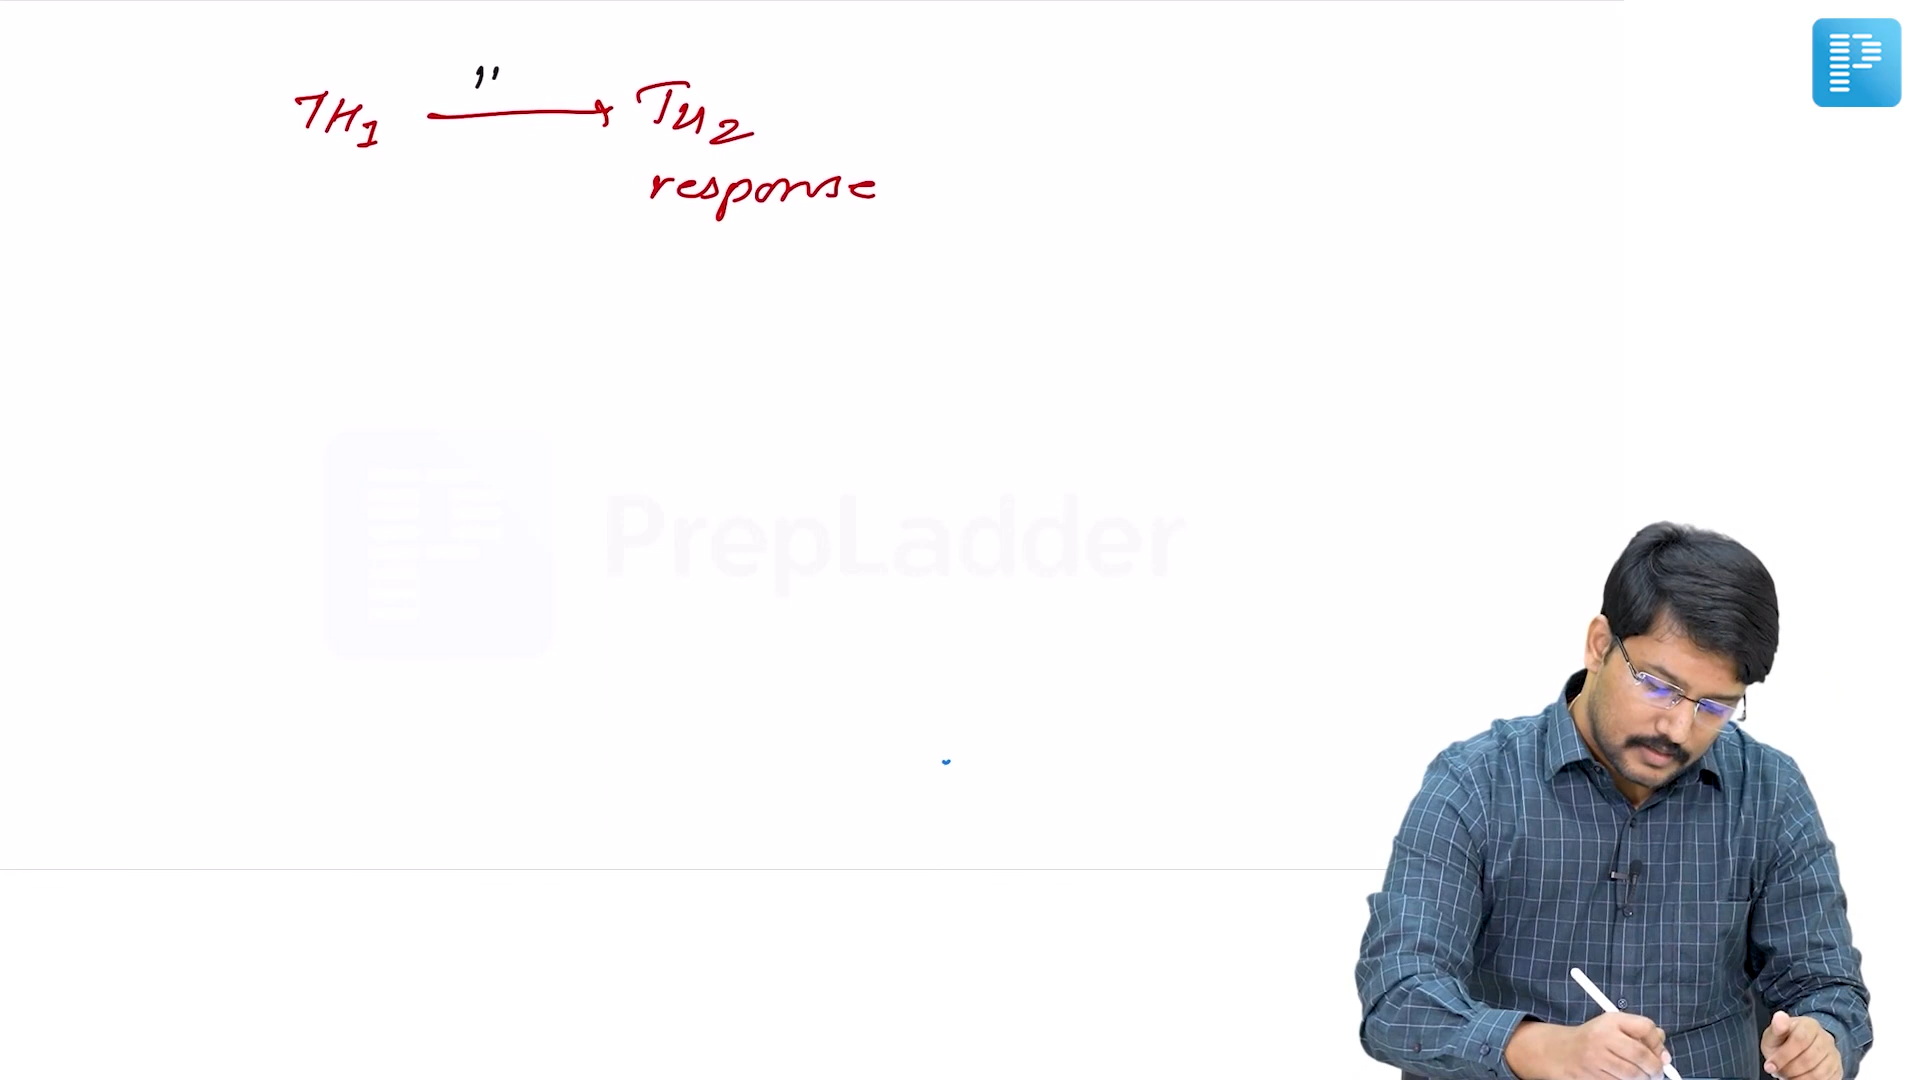 TH1 " → TH2
response
PrepLadder